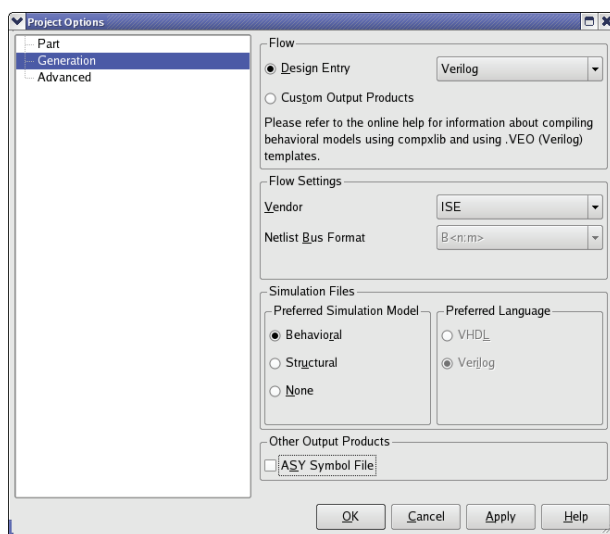 Project Options
Part
Generation
Advanced
Flow
Design Entry
Verilog
Custom Output Products
Please refer to the online help for information about compiling
behavioral models using compxlib and using .VEO (Verilog)
templates.
Flow Settings
Vendor
ISE
Netlist Bus Format
B<n:m>
Simulation Files
Preferred Simulation Model
Behavioral
Structural
None
Preferred Language
VHDL
Verilog
Other Output Products
ASY Symbol File
OK
Cancel
Apply
Help